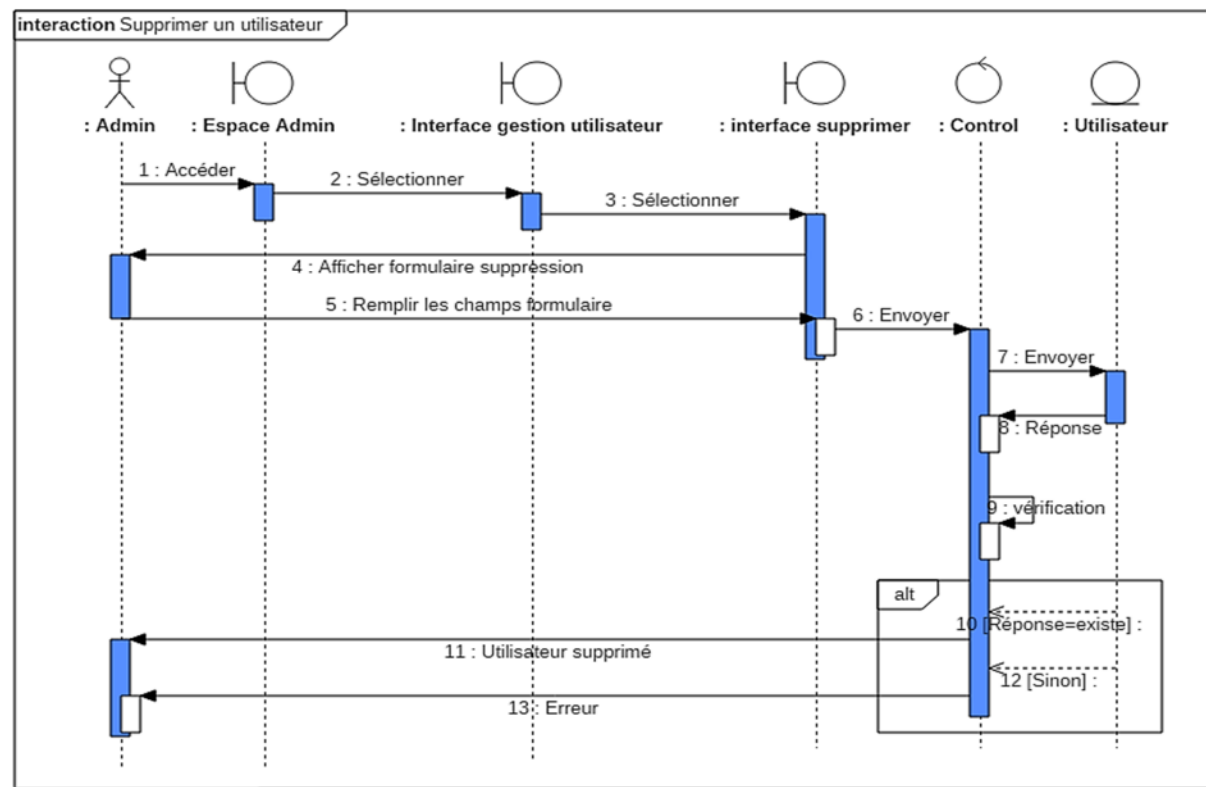 interaction Supprimer un utilisateur
: Admin
: Espace Admin
: Interface gestion utilisateur
: interface supprimer
: Control
: Utilisateur
1 : Accéder
2 : Sélectionner
3 : Sélectionner
4 : Afficher formulaire suppression
5 : Remplir les champs formulaire
6 : Envoyer
7 : Envoyer
8 : Réponse
9 : vérification
alt
10 [Réponse=existe] :
11 : Utilisateur supprimé
12 [Sinon] :
13 : Erreur